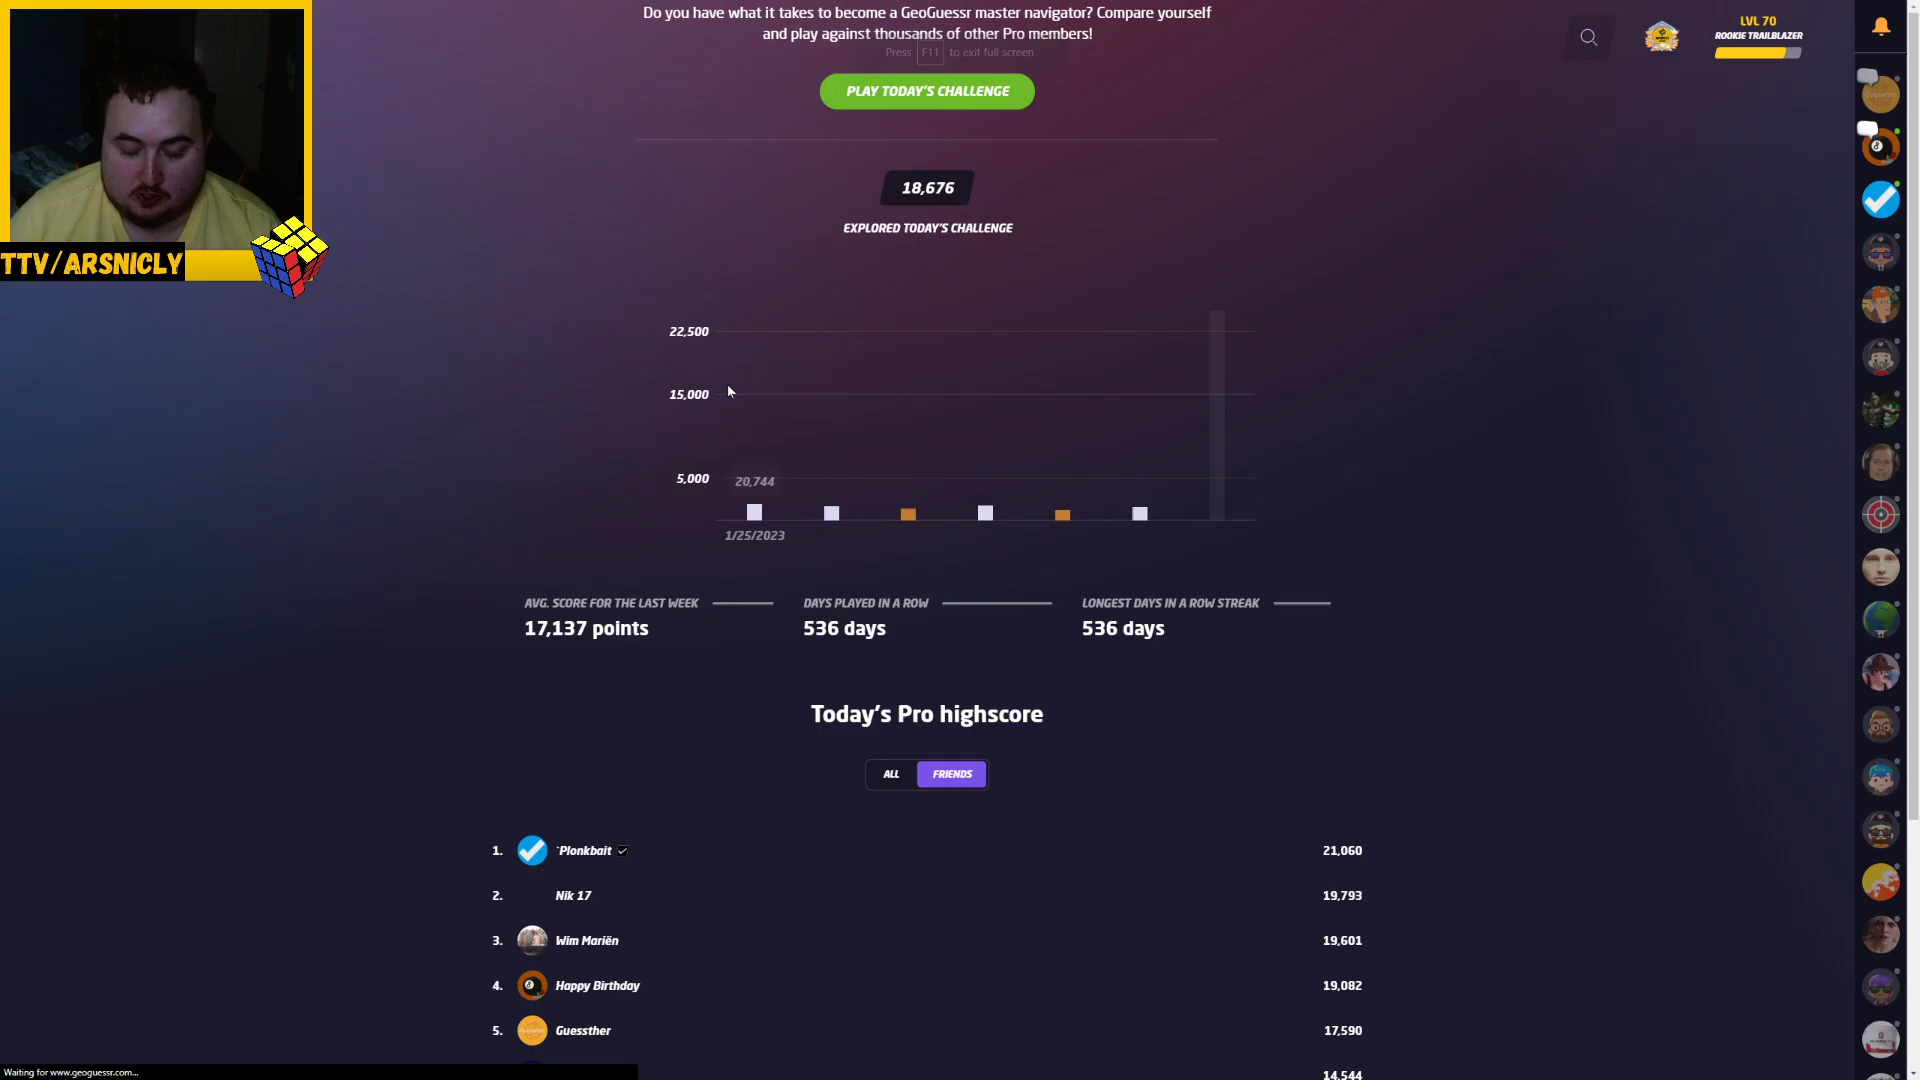 Do you have what it takes to become a GeoGuessr master navigator? Compare yourself
and play against thousands of other Pro members!
Press F11 to exit full screen
PLAY TODAY'S CHALLENGE
LVL 70
ROOKIE TRAILBLAZER
TTV/ARSNICLY
18,676
EXPLORED TODAY'S CHALLENGE
22,500
15,000
5,000
20,744
1/25/2023
AVG. SCORE FOR THE LAST WEEK
17,137 points
DAYS PLAYED IN A ROW
536 days
LONGEST DAYS IN A ROW STREAK
536 days
Today's Pro highscore
ALL
FRIENDS
1. `Plonkbait 21,060
2. Nik 17 19,793
3. Wim Mariën 19,601
4. Happy Birthday 19,082
5. Guessther 17,590
14,544
Waiting for www.geoguessr.com...